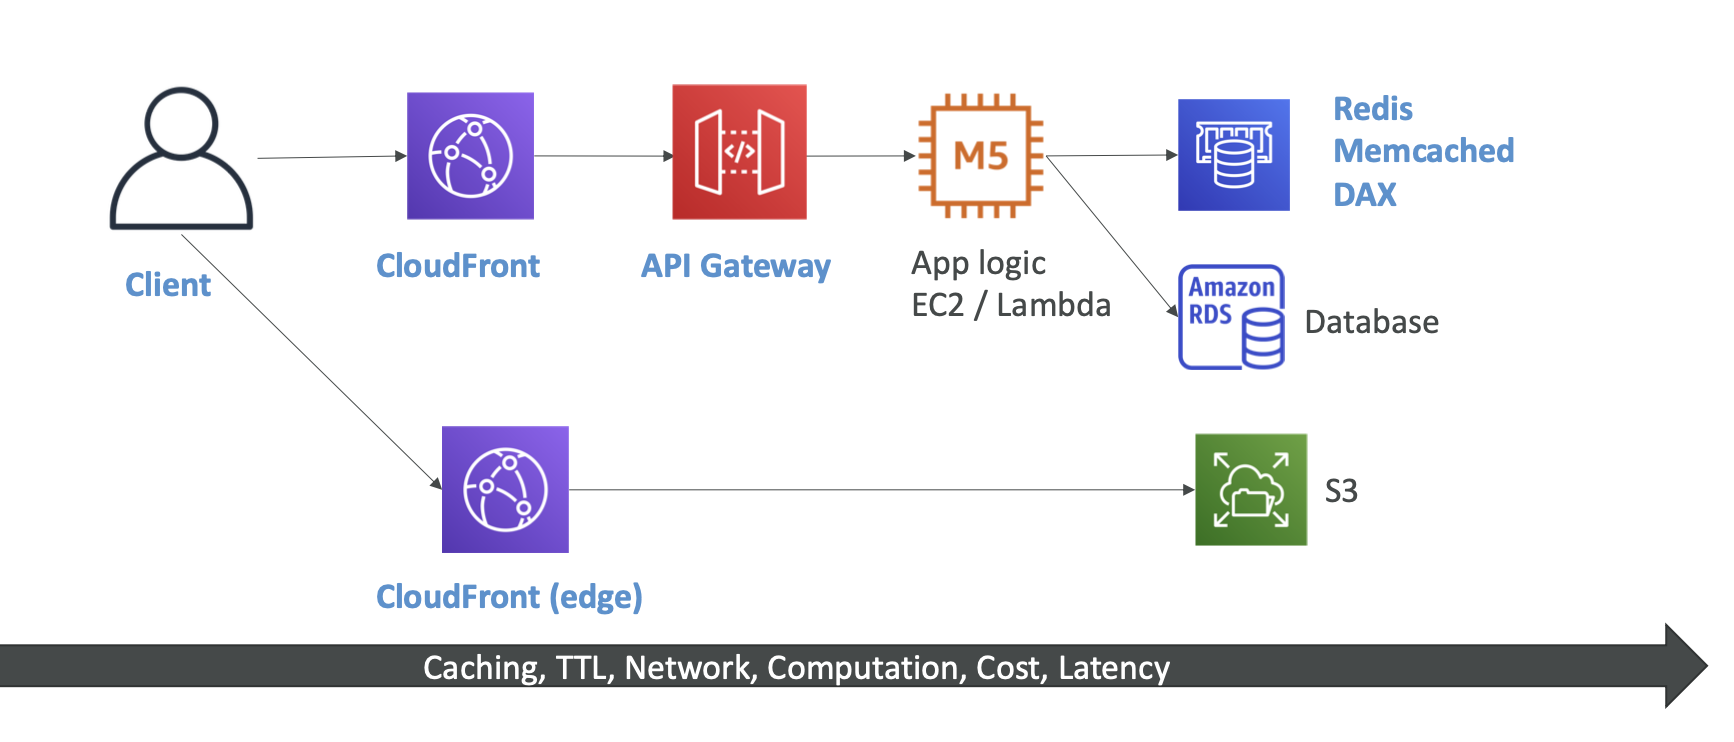 Client
CloudFront
API Gateway
</>
M5
App logic
EC2 / Lambda
Redis
Memcached
DAX
Amazon
RDS
Database
CloudFront (edge)
S3
Caching, TTL, Network, Computation, Cost, Latency